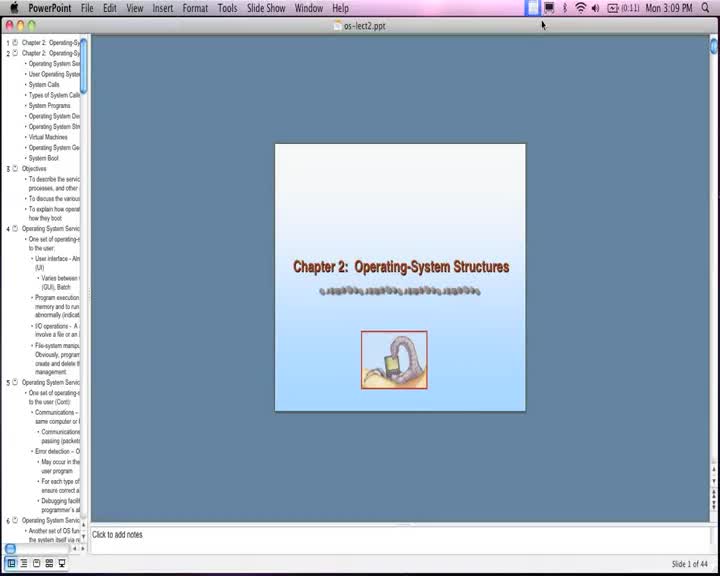 PowerPoint File Edit View Insert Format Tools Slide Show Window Help (0:11) Mon 3:09 PM
os-lect2.ppt
1 Chapter 2: Operating-Sy
2 Chapter 2: Operating-Sy
• Operating System Ser
• User Operating System
• System Calls
• Types of System Calls
• System Programs
• Operating System De
• Operating System Stru
• Virtual Machines
• Operating System Ge
• System Boot
3 Objectives
• To describe the servic
processes, and other
• To discuss the various
• To explain how operat
how they boot
4 Operating System Servic
• One set of operating-s
to the user:
• User interface - Alm
(UI)
• Varies between
(GUI), Batch
• Program execution
memory and to run
abnormally (indicat
• I/O operations - A
involve a file or an
• File-system manipu
Obviously, program
create and delete th
management
5 Operating System Servic
• One set of operating-s
to the user (Cont):
• Communications –
same computer or
• Communications
passing (packets
• Error detection – O
• May occur in the
user program
• For each type of
ensure correct a
• Debugging facilit
programmer's al
6 Operating System Servic
• Another set of OS fun
the system itself via re
Chapter 2: Operating-System Structures
Click to add notes
Slide 1 of 44